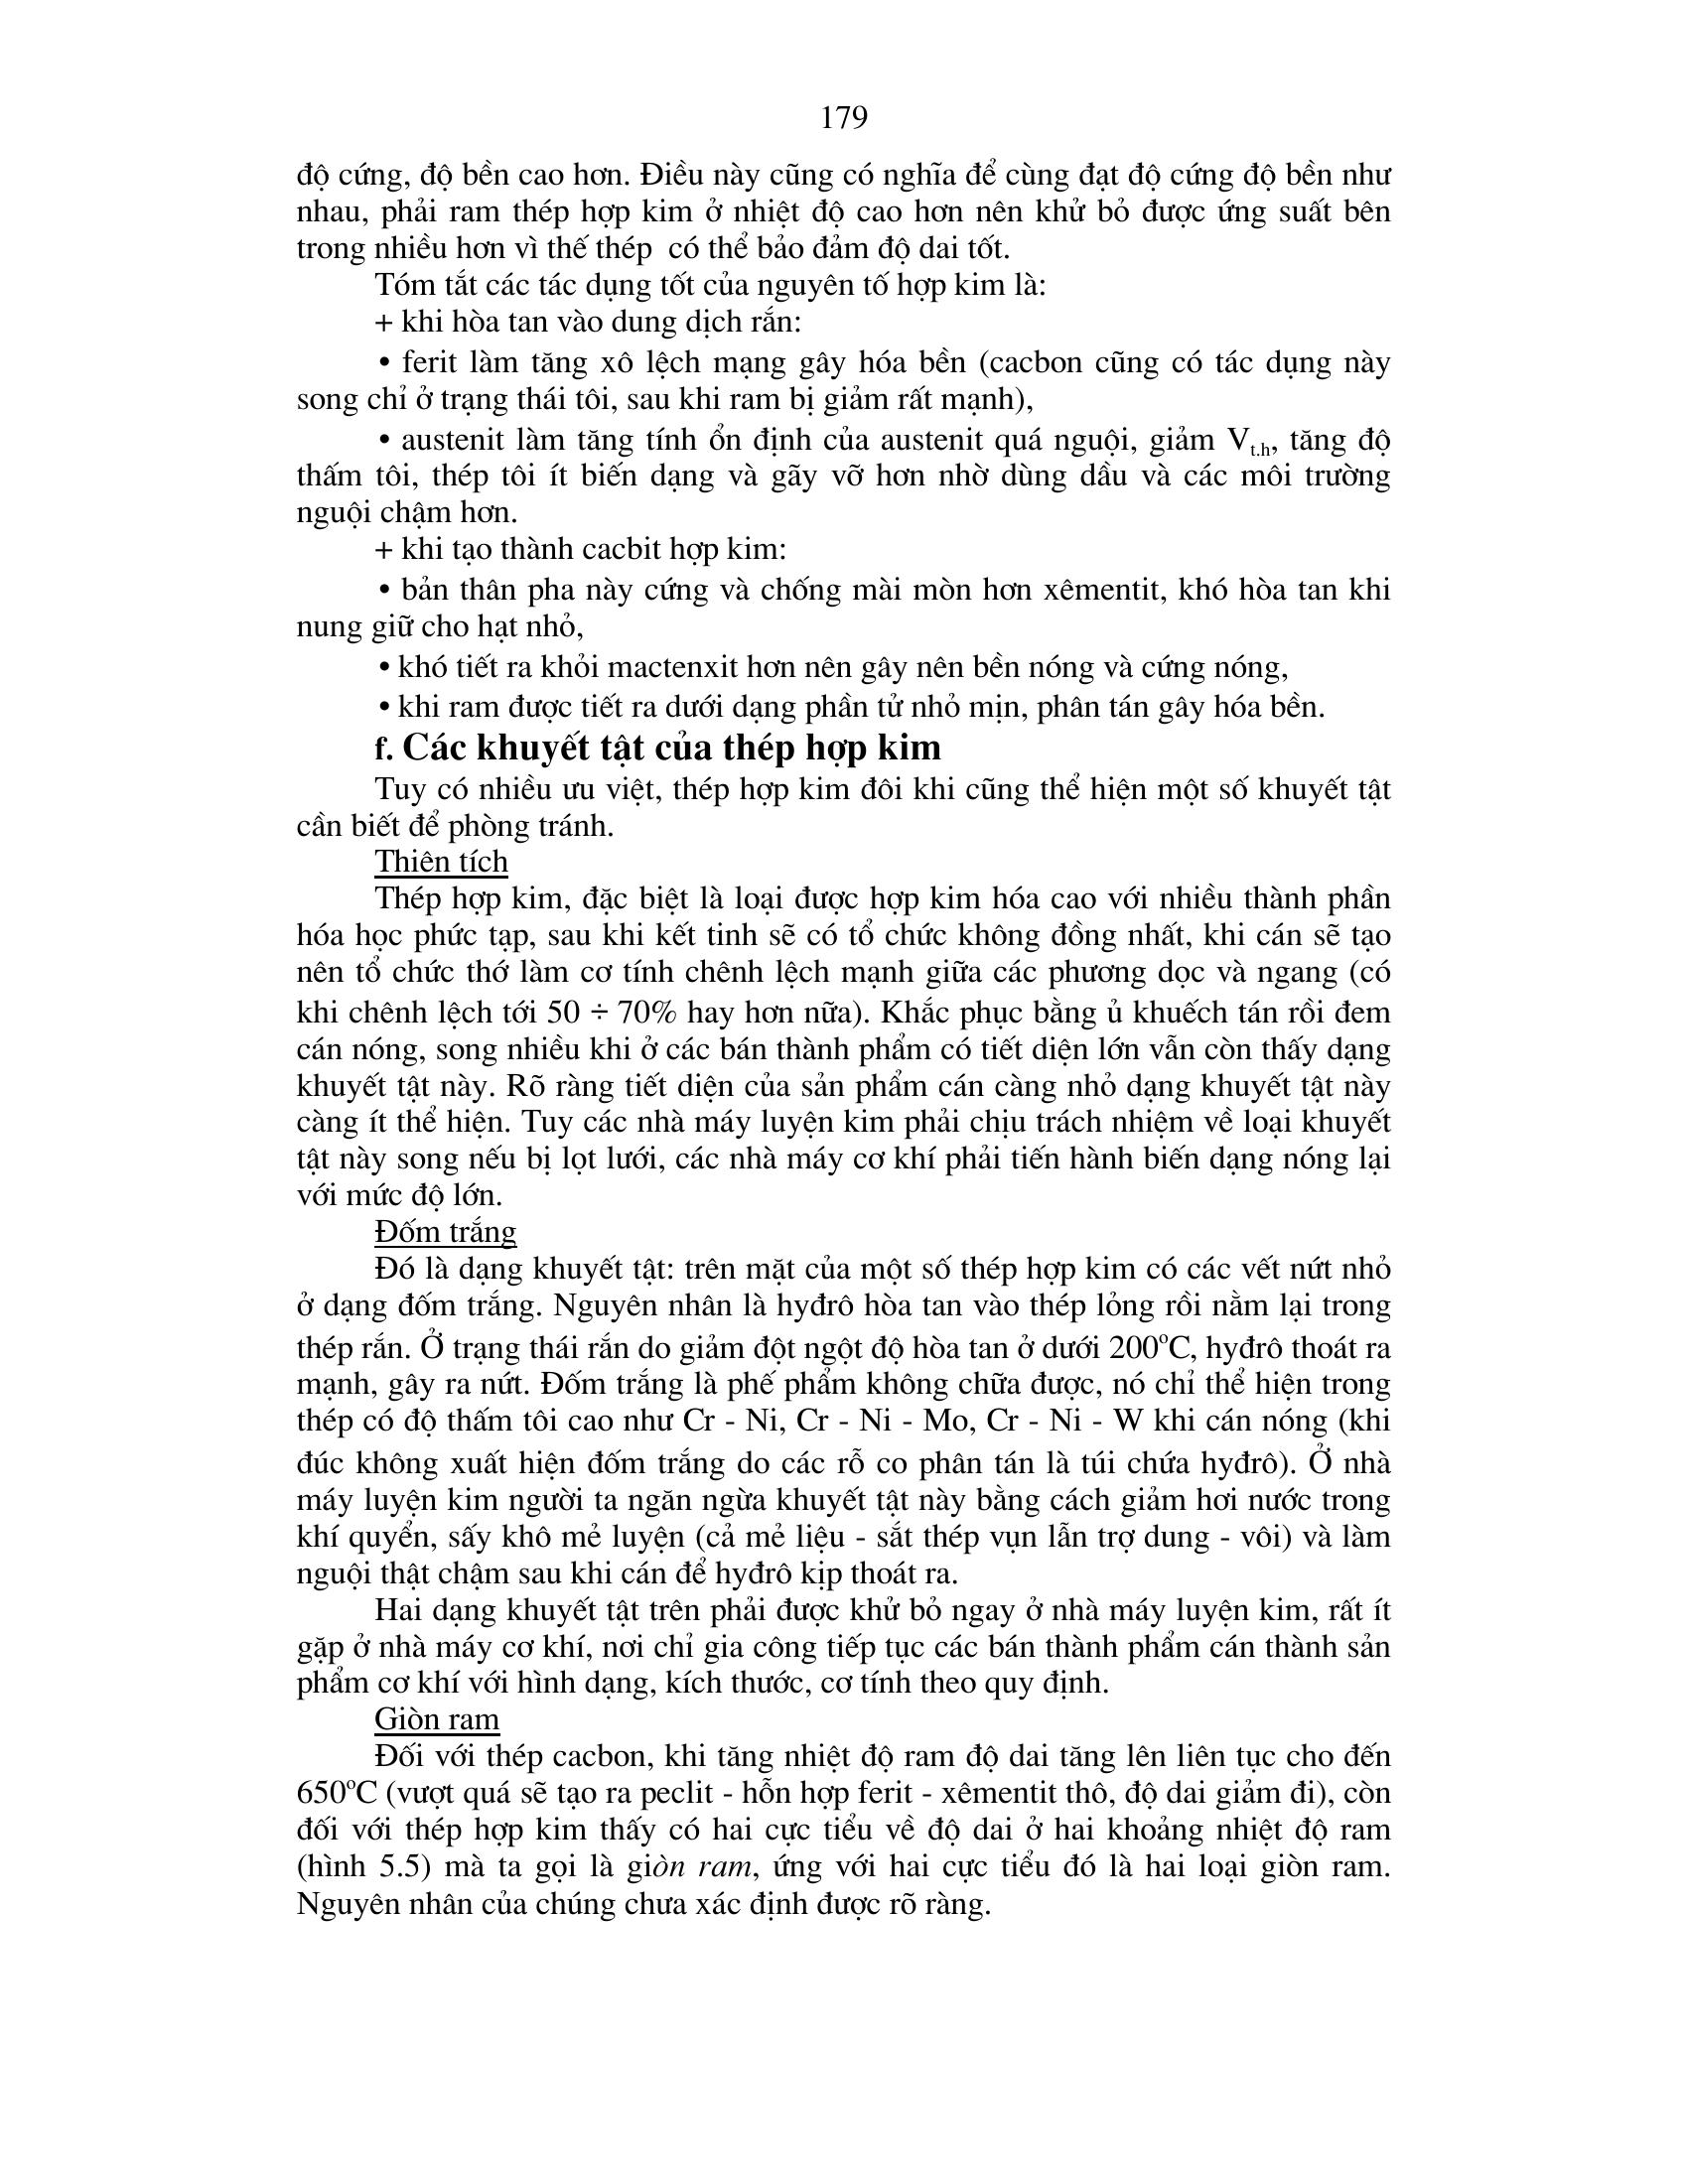 179
độ cứng, độ bền cao hơn. Điều này cũng có nghĩa để cùng đạt độ cứng độ bền như
nhau, phải ram thép hợp kim ở nhiệt độ cao hơn nên khử bỏ được ứng suất bên
trong nhiều hơn vì thế thép có thể bảo đảm độ dai tốt.
Tóm tắt các tác dụng tốt của nguyên tố hợp kim là:
+ khi hòa tan vào dung dịch rắn:
• ferit làm tăng xô lệch mạng gây hóa bền (cacbon cũng có tác dụng này
song chỉ ở trạng thái tôi, sau khi ram bị giảm rất mạnh),
• austenit làm tăng tính ổn định của austenit quá nguội, giảm Vt.h, tăng độ
thấm tôi, thép tôi ít biến dạng và gãy vỡ hơn nhờ dùng dầu và các môi trường
nguội chậm hơn.
+ khi tạo thành cacbit hợp kim:
• bản thân pha này cứng và chống mài mòn hơn xêmentit, khó hòa tan khi
nung giữ cho hạt nhỏ,
• khó tiết ra khỏi mactenxit hơn nên gây nên bền nóng và cứng nóng,
• khi ram được tiết ra dưới dạng phần tử nhỏ mịn, phân tán gây hóa bền.
f. Các khuyết tật của thép hợp kim
Tuy có nhiều ưu việt, thép hợp kim đôi khi cũng thể hiện một số khuyết tật
cần biết để phòng tránh.
Thiên tích
Thép hợp kim, đặc biệt là loại được hợp kim hóa cao với nhiều thành phần
hóa học phức tạp, sau khi kết tinh sẽ có tổ chức không đồng nhất, khi cán sẽ tạo
nên tổ chức thớ làm cơ tính chênh lệch mạnh giữa các phương dọc và ngang (có
khi chênh lệch tới 50 ÷ 70% hay hơn nữa). Khắc phục bằng ủ khuếch tán rồi đem
cán nóng, song nhiều khi ở các bán thành phẩm có tiết diện lớn vẫn còn thấy dạng
khuyết tật này. Rõ ràng tiết diện của sản phẩm cán càng nhỏ dạng khuyết tật này
càng ít thể hiện. Tuy các nhà máy luyện kim phải chịu trách nhiệm về loại khuyết
tật này song nếu bị lọt lưới, các nhà máy cơ khí phải tiến hành biến dạng nóng lại
với mức độ lớn.
Đốm trắng
Đó là dạng khuyết tật: trên mặt của một số thép hợp kim có các vết nứt nhỏ
ở dạng đốm trắng. Nguyên nhân là hyđrô hòa tan vào thép lỏng rồi nằm lại trong
thép rắn. Ở trạng thái rắn do giảm đột ngột độ hòa tan ở dưới 200ºC, hyđrô thoát ra
mạnh, gây ra nứt. Đốm trắng là phế phẩm không chữa được, nó chỉ thể hiện trong
thép có độ thấm tôi cao như Cr - Ni, Cr - Ni - Mo, Cr - Ni - W khi cán nóng (khi
đúc không xuất hiện đốm trắng do các rỗ co phân tán là túi chứa hyđrô). Ở nhà
máy luyện kim người ta ngăn ngừa khuyết tật này bằng cách giảm hơi nước trong
khí quyển, sấy khô mẻ luyện (cả mẻ liệu - sắt thép vụn lẫn trợ dung - vôi) và làm
nguội thật chậm sau khi cán để hyđrô kịp thoát ra.
Hai dạng khuyết tật trên phải được khử bỏ ngay ở nhà máy luyện kim, rất ít
gặp ở nhà máy cơ khí, nơi chỉ gia công tiếp tục các bán thành phẩm cán thành sản
phẩm cơ khí với hình dạng, kích thước, cơ tính theo quy định.
Giòn ram
Đối với thép cacbon, khi tăng nhiệt độ ram độ dai tăng lên liên tục cho đến
650ºC (vượt quá sẽ tạo ra peclit - hỗn hợp ferit - xêmentit thô, độ dai giảm đi), còn
đối với thép hợp kim thấy có hai cực tiểu về độ dai ở hai khoảng nhiệt độ ram
(hình 5.5) mà ta gọi là giòn ram, ứng với hai cực tiểu đó là hai loại giòn ram.
Nguyên nhân của chúng chưa xác định được rõ ràng.